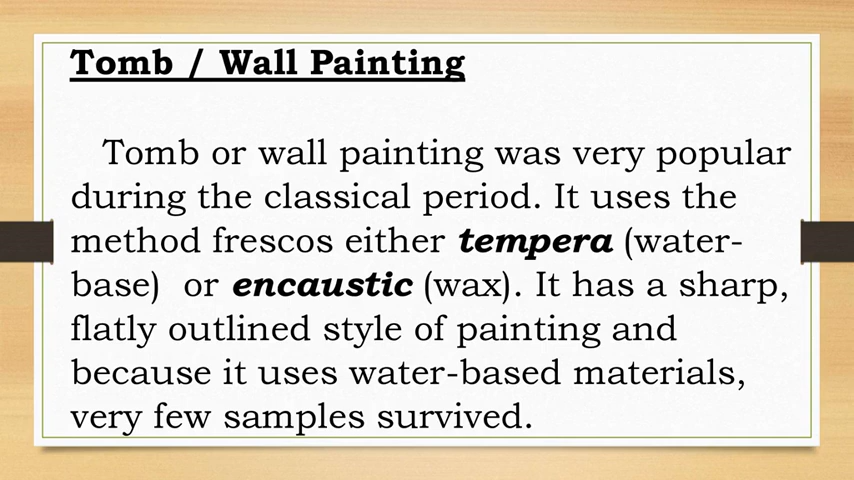 Tomb / Wall Painting
Tomb or wall painting was very popular
during the classical period. It uses the
method frescos either tempera (water-
base) or encaustic (wax). It has a sharp,
flatly outlined style of painting and
because it uses water-based materials,
very few samples survived.